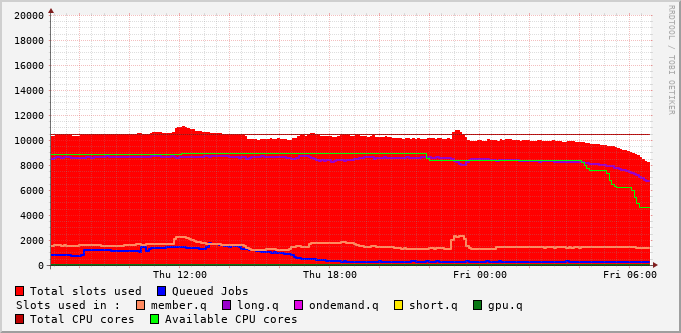 20000
18000
16000
14000
12000
10000
8000
6000
4000
2000
0
Thu 12:00 Thu 18:00 Fri 00:00 Fri 06:00
Total slots used Queued Jobs
Slots used in : member.q long.q ondemand.q short.q gpu.q
Total CPU cores Available CPU cores
RRDTOOL / TOBI OETIKER